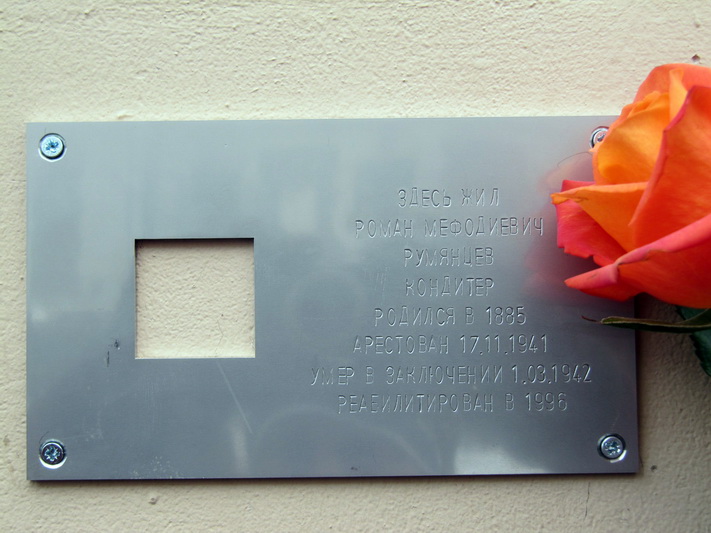 ЗДЕСЬ ЖИЛ
РОМАН МЕФОДИЕВИЧ
РУМЯНЦЕВ
КОНДИТЕР
РОДИЛСЯ В 1885
АРЕСТОВАН 17.11.1941
УМЕР В ЗАКЛЮЧЕНИИ 1.03.1942
РЕАБИЛИТИРОВАН В 1996